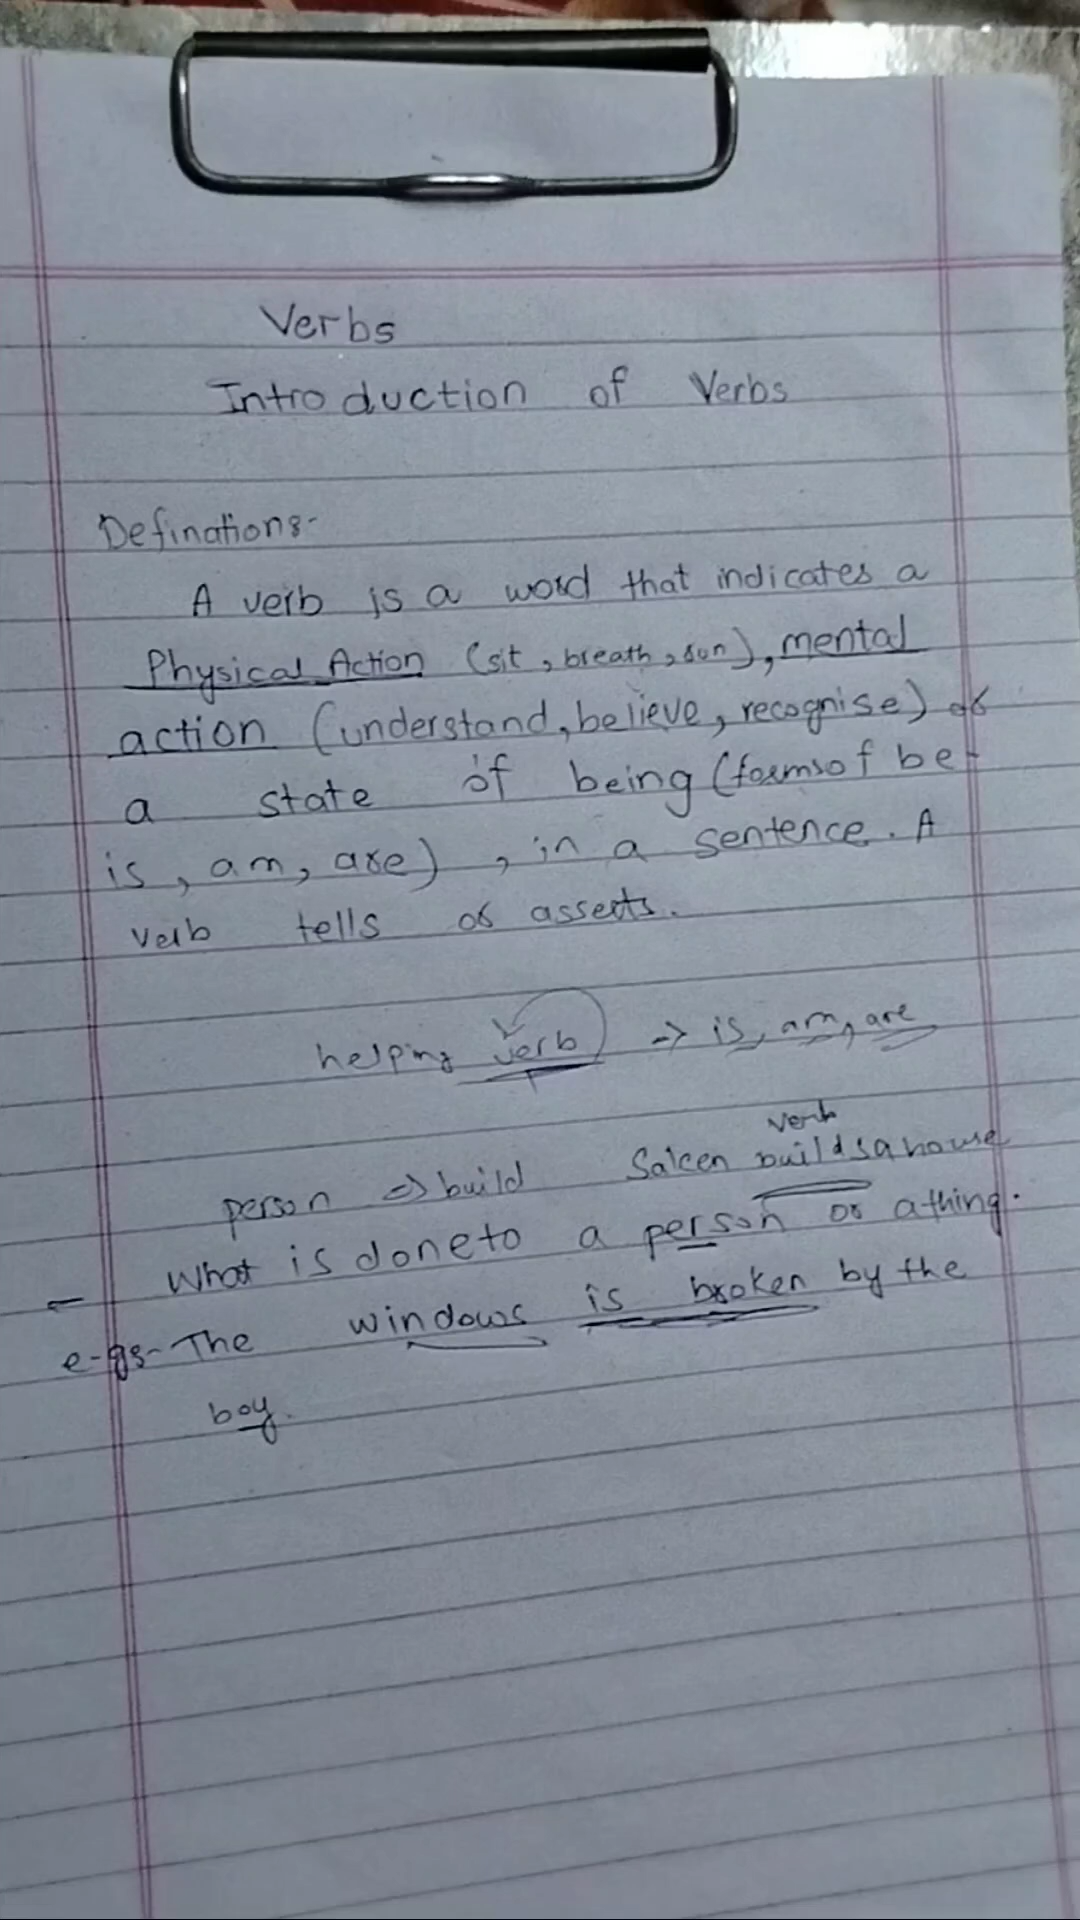 Verbs
Introduction of Verbs
Definations:-
A verb is a word that indicates a
Physical Action (sit, breath, run), mental
action (understand, believe, recognise) or
a state of being (forms of be-
is, am, are) , in a sentence. A
verb tells or asserts.
helping verb -> is, am, are
verb
person => build Saleen builds a house
What is done to a person or a thing.
e-gs- The windows is broken by the
boy.